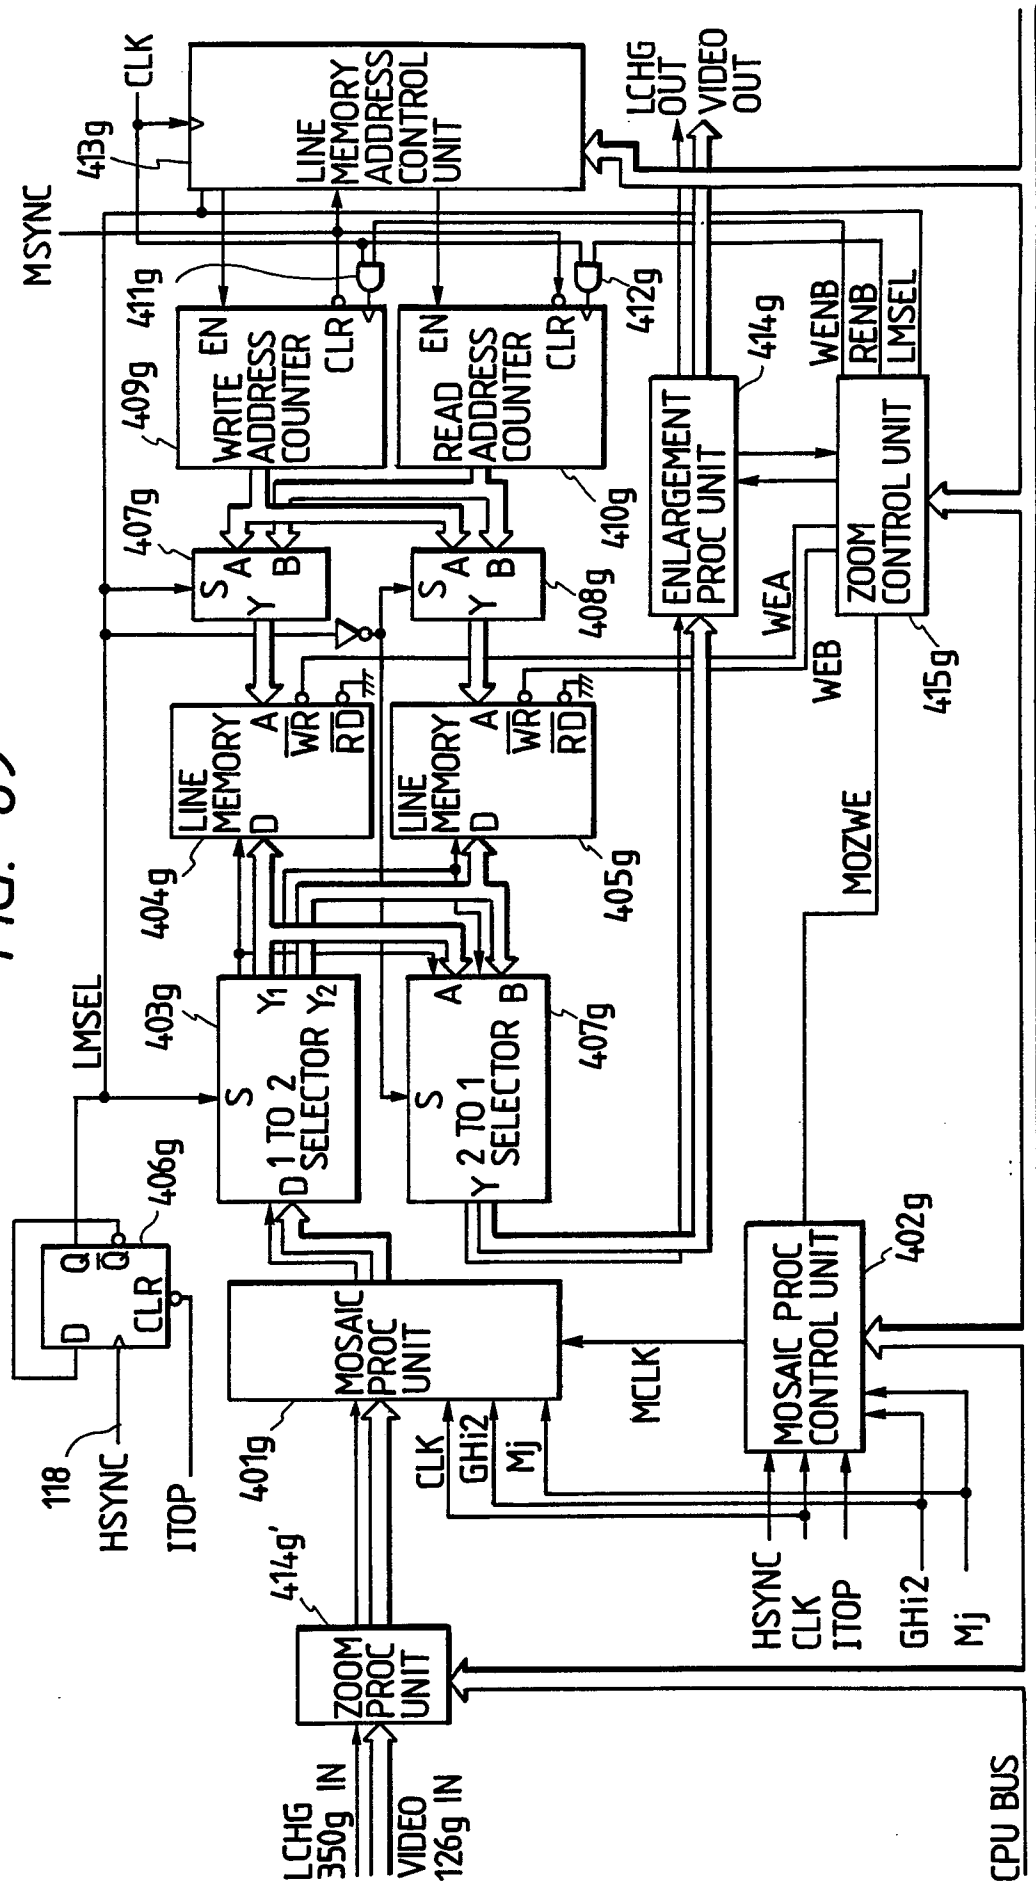 LCHG
350g IN
VIDEO
126g IN
ZOOM
PROC
UNIT
414g'
118
HSYNC
ITOP
D
Q
Q
CLR
406g
LMSEL
MOSAIC
PROC
UNIT
401g
CLK
GHi2
Mj
MCLK
HSYNC
CLK
ITOP
GHi2
Mj
MOSAIC PROC
CONTROL UNIT
402g
MOZWE
S
D 1 TO 2
SELECTOR
Y1
Y2
403g
S
Y 2 TO 1
SELECTOR
A
B
407g
LINE
MEMORY
D
A
WR
RD
404g
LINE
MEMORY
D
A
WR
RD
405g
S
A
B
Y
407g
S
A
B
Y
408g
WRITE
ADDRESS
COUNTER
EN
CLR
409g
READ
ADDRESS
COUNTER
EN
CLR
410g
411g
412g
MSYNC
CLK
413g
LINE
MEMORY
ADDRESS
CONTROL
UNIT
ENLARGEMENT
PROC UNIT
414g
LCHG
OUT
VIDEO
OUT
WEA
WEB
ZOOM
CONTROL UNIT
415g
WENB
RENB
LMSEL
CPU BUS